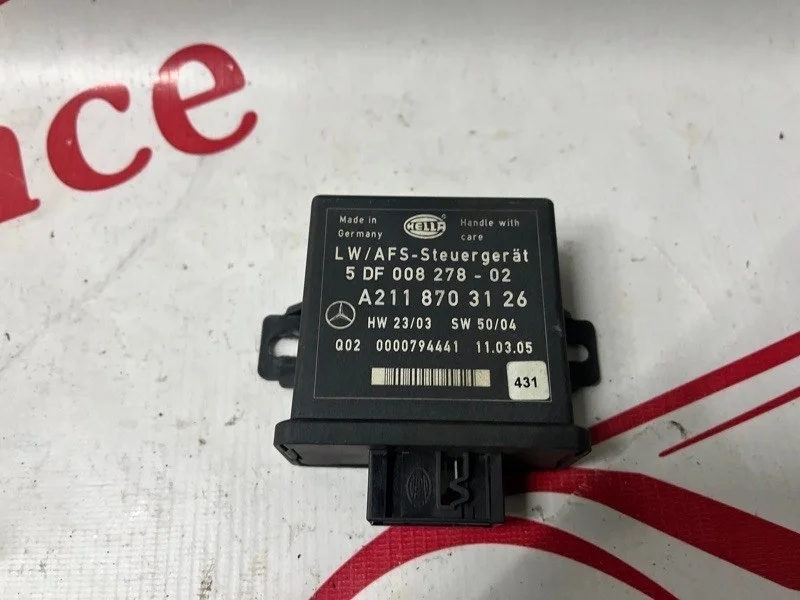 nce
Made in
Germany
HELLA
®
Handle with
care
LW/AFS-Steuergerät
5 DF 008 278 - 02
A211 870 31 26
HW 23/03 SW 50/04
Q02 0000794441 11.03.05
431